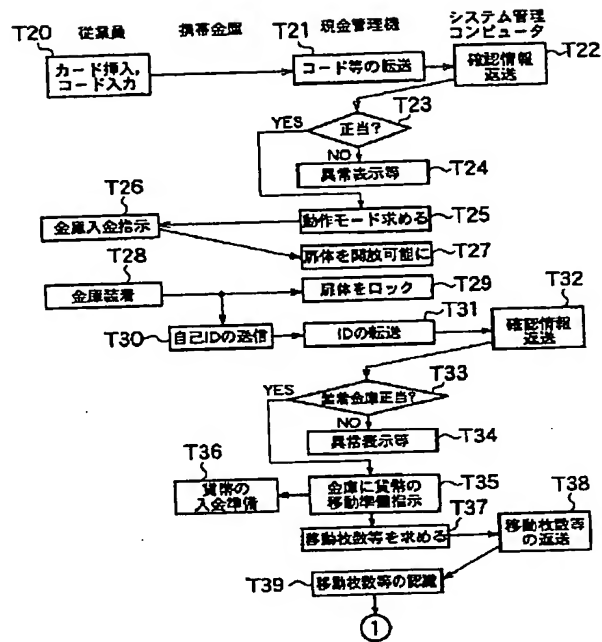 従業員 携帯金庫 現金管理機 システム管理
コンピュータ
T20
カード挿入,
コード入力
T21
コード等の転送
T22
確認情報
返送
T23
YES
正当?
NO
T24
異常表示等
T26
金庫入金指示
T25
動作モード求める
T27
扉体を開放可能に
T28
金庫装着
T29
扉体をロック
T30
自己IDの送信
T31
IDの転送
T32
確認情報
返送
T33
YES
装着金庫正当?
NO
T34
異常表示等
T36
貨幣の
入金準備
T35
金庫に貨幣の
移動準備指示
T37
移動枚数等を求める
T38
移動枚数等
の返送
T39
移動枚数等の認識
1